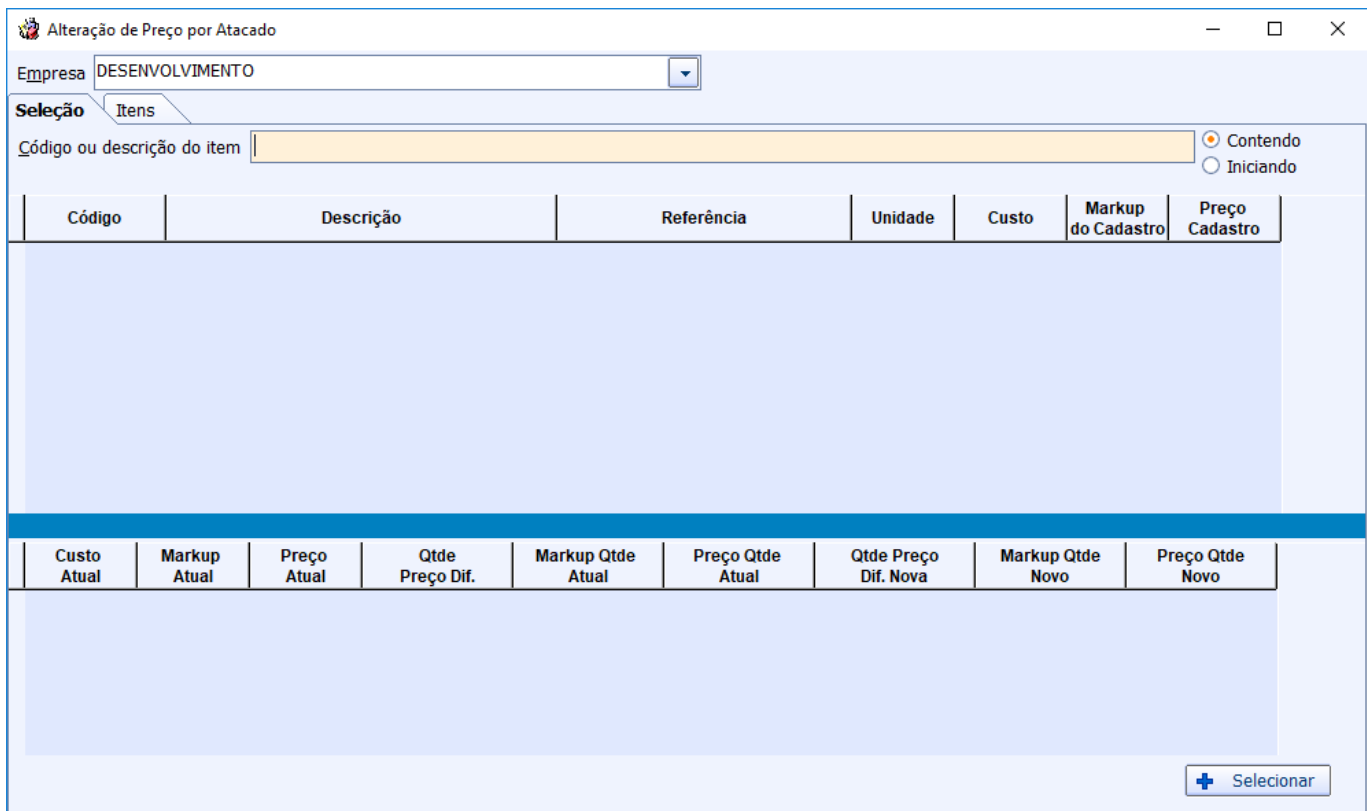 Alteração de Preço por Atacado
Empresa DESENVOLVIMENTO
Seleção Itens
Código ou descrição do item Contendo
Iniciando
Código Descrição Referência Unidade Custo Markup do Cadastro Preço Cadastro
Custo Atual Markup Atual Preço Atual Qtde Preço Dif. Markup Qtde Atual Preço Qtde Atual Qtde Preço Dif. Nova Markup Qtde Novo Preço Qtde Novo
Selecionar